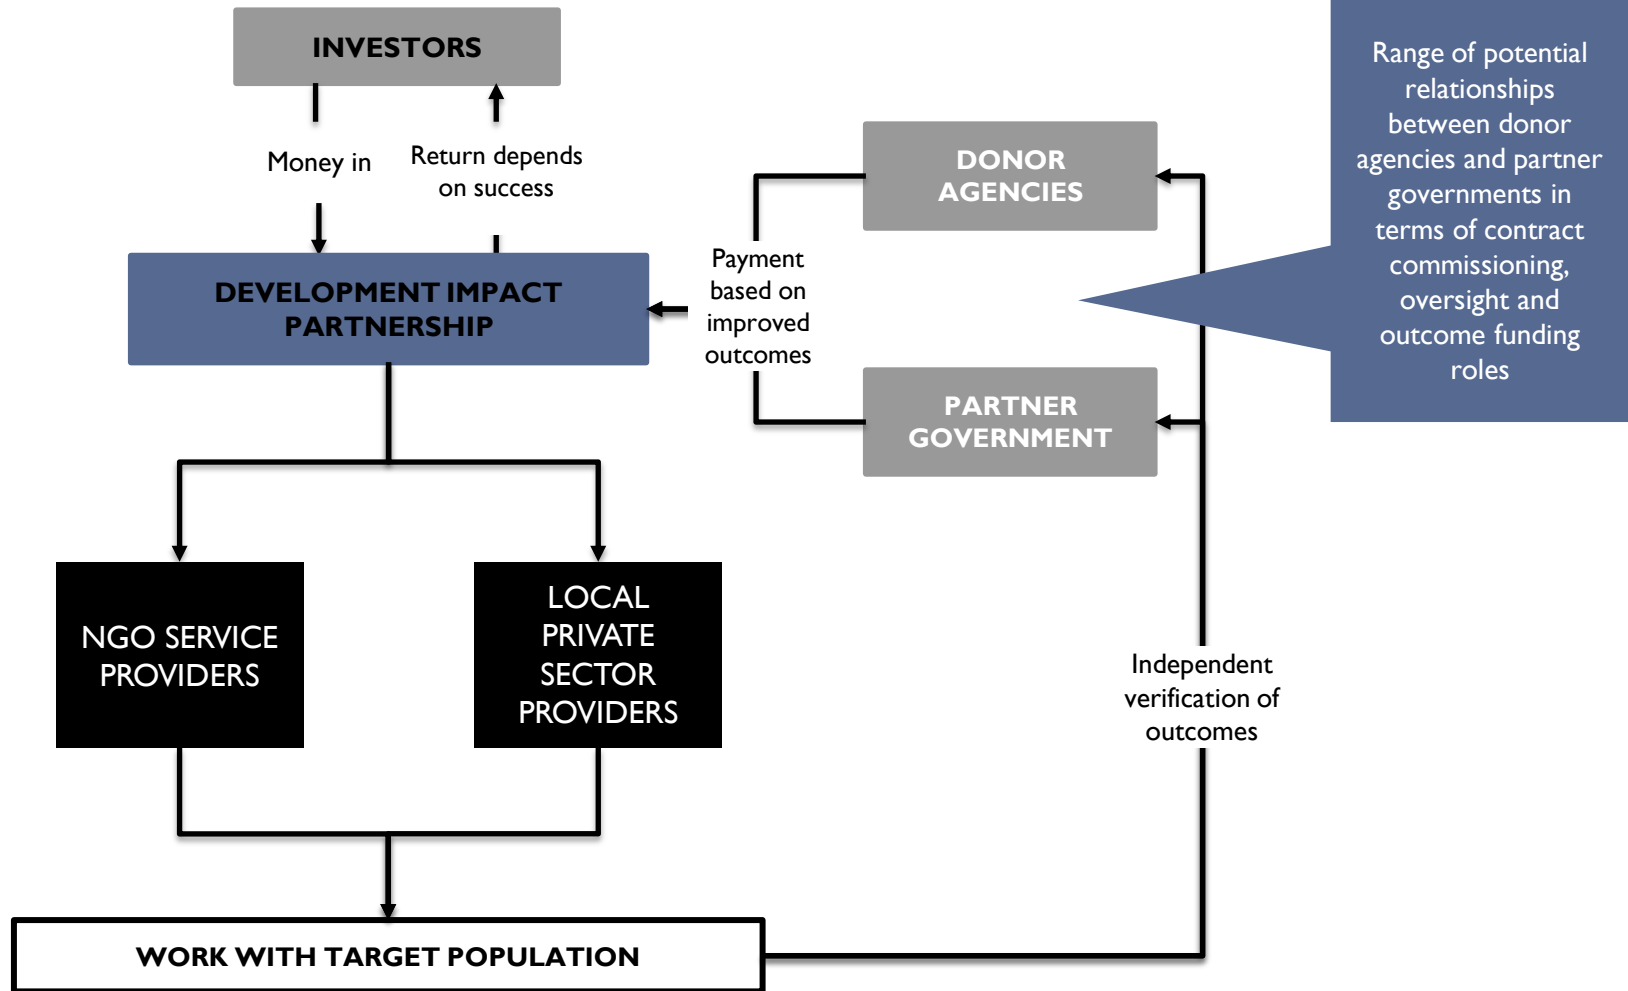 INVESTORS
Money in
Return depends
on success
DEVELOPMENT IMPACT
PARTNERSHIP
Payment
based on
improved
outcomes
DONOR
AGENCIES
PARTNER
GOVERNMENT
Range of potential
relationships
between donor
agencies and partner
governments in
terms of contract
commissioning,
oversight and
outcome funding
roles
NGO SERVICE
PROVIDERS
LOCAL
PRIVATE
SECTOR
PROVIDERS
Independent
verification of
outcomes
WORK WITH TARGET POPULATION